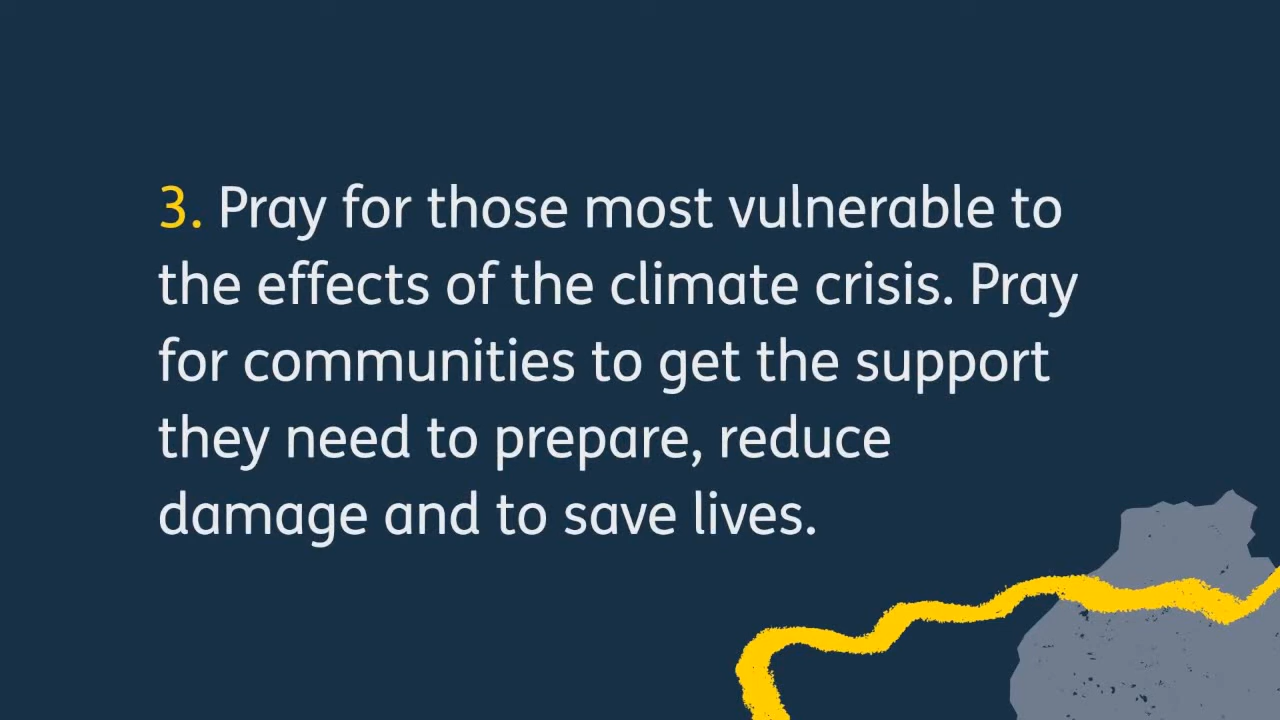 3. Pray for those most vulnerable to
the effects of the climate crisis. Pray
for communities to get the support
they need to prepare, reduce
damage and to save lives.